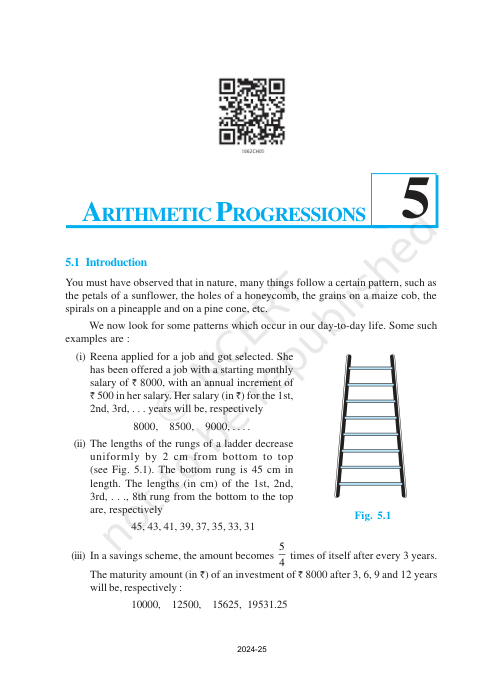 1062CH05
ARITHMETIC PROGRESSIONS
5
5.1 Introduction
You must have observed that in nature, many things follow a certain pattern, such as
the petals of a sunflower, the holes of a honeycomb, the grains on a maize cob, the
spirals on a pineapple and on a pine cone, etc.
We now look for some patterns which occur in our day-to-day life. Some such
examples are :
(i) Reena applied for a job and got selected. She
has been offered a job with a starting monthly
salary of ₹ 8000, with an annual increment of
₹ 500 in her salary. Her salary (in ₹) for the 1st,
2nd, 3rd, . . . years will be, respectively
8000, 8500, 9000, . . . .
(ii) The lengths of the rungs of a ladder decrease
uniformly by 2 cm from bottom to top
(see Fig. 5.1). The bottom rung is 45 cm in
length. The lengths (in cm) of the 1st, 2nd,
3rd, . . ., 8th rung from the bottom to the top
are, respectively
45, 43, 41, 39, 37, 35, 33, 31
Fig. 5.1
(iii) In a savings scheme, the amount becomes 5/4 times of itself after every 3 years.
The maturity amount (in ₹) of an investment of ₹ 8000 after 3, 6, 9 and 12 years
will be, respectively :
10000, 12500, 15625, 19531.25
© NCERT
not to be republished
2024-25